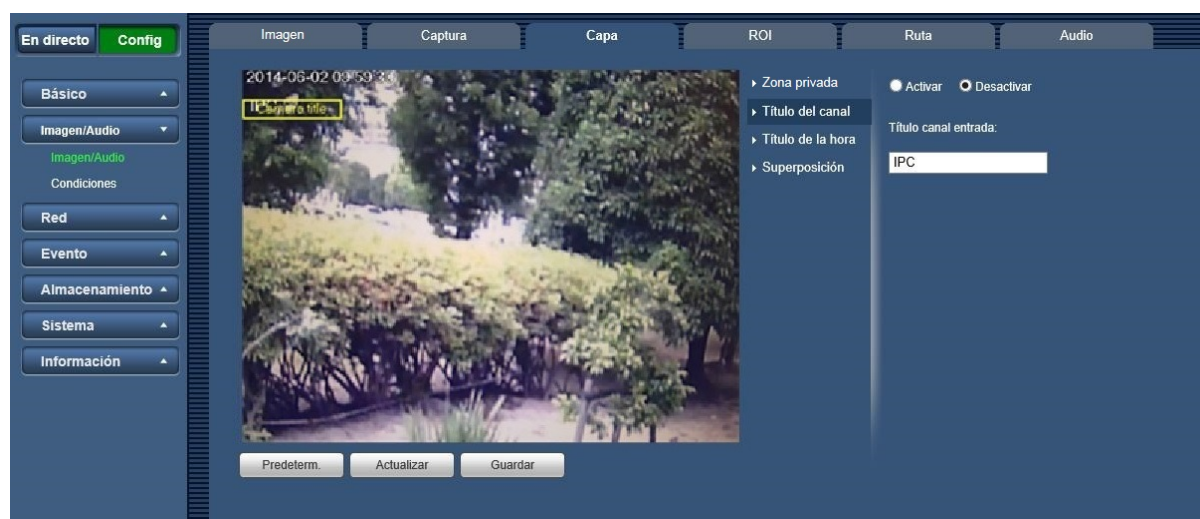 En directo Config
Imagen Captura Capa ROI Ruta Audio
Básico
Imagen/Audio
Imagen/Audio
Condiciones
Red
Evento
Almacenamiento
Sistema
Información
2014-06-02 09:59:
Camera title
Zona privada
Título del canal
Título de la hora
Superposición
Activar Desactivar
Título canal entrada:
IPC
Predeterm. Actualizar Guardar